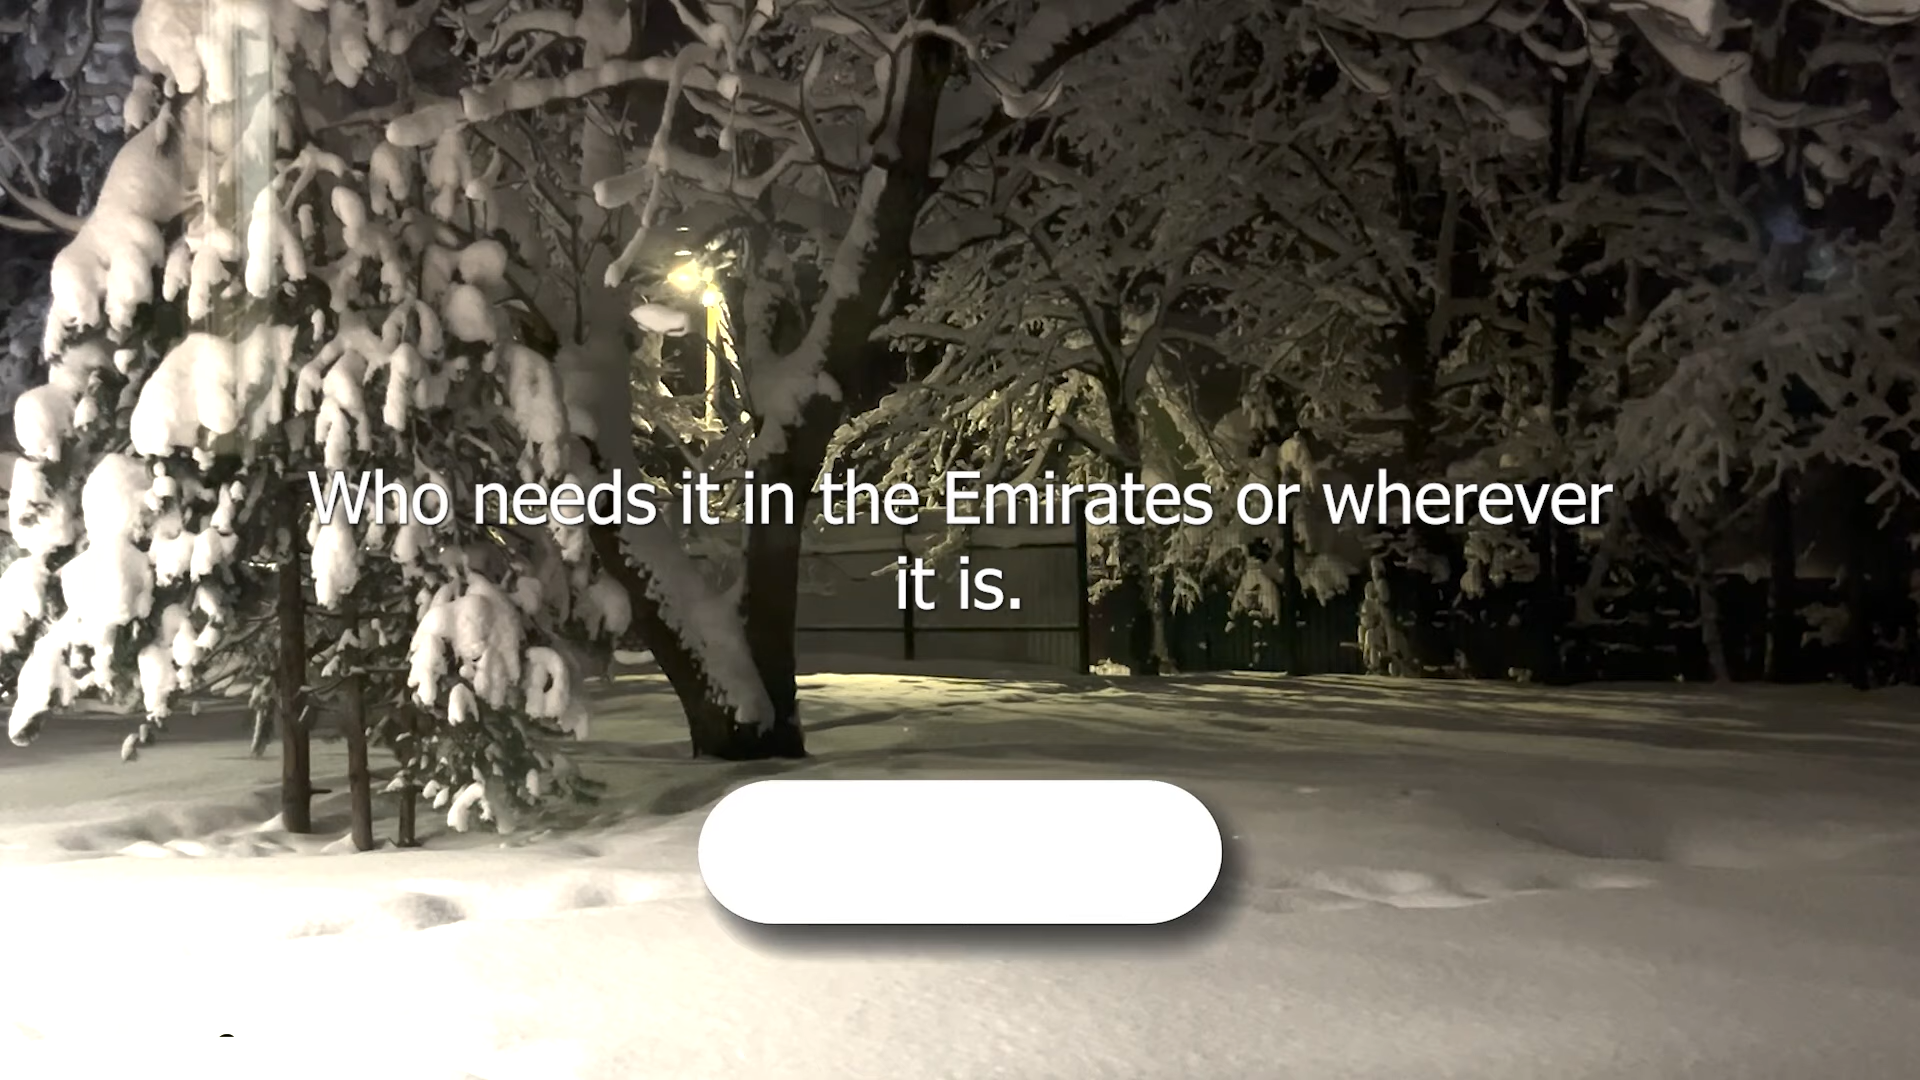 Who needs it in the Emirates or wherever
it is.